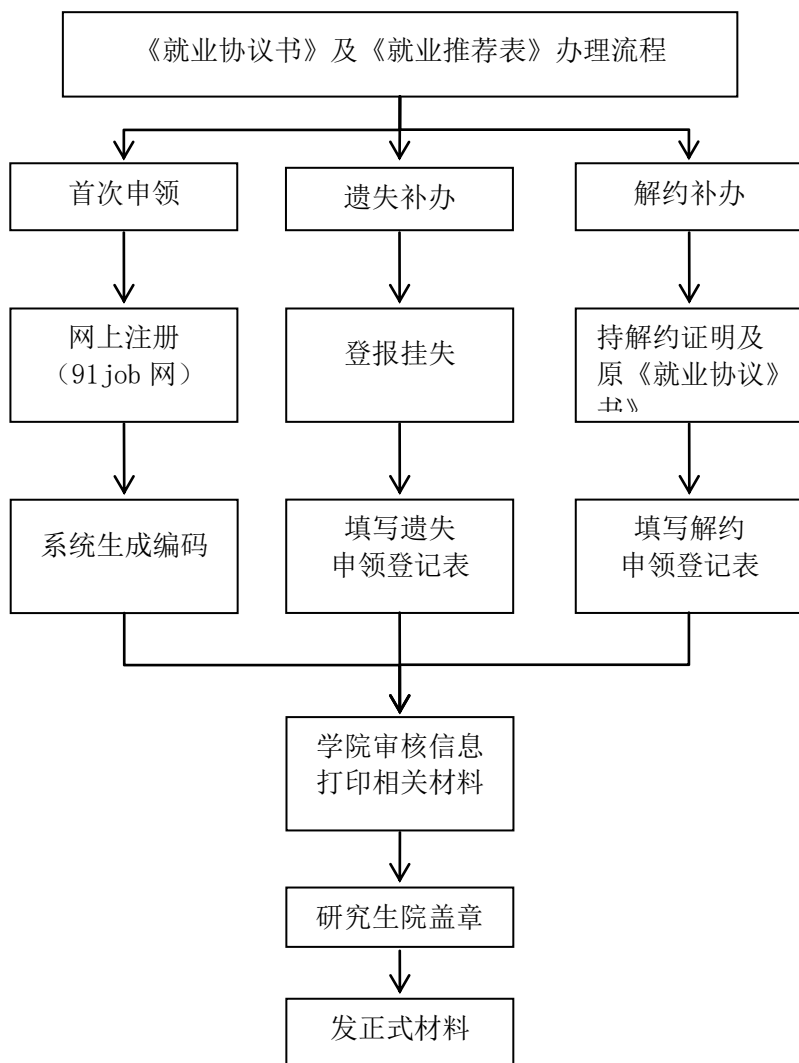 《就业协议书》及《就业推荐表》办理流程
首次申领
遗失补办
解约补办
网上注册
（91job 网）
登报挂失
持解约证明及
原《就业协议》
书》
系统生成编码
填写遗失
申领登记表
填写解约
申领登记表
学院审核信息
打印相关材料
研究生院盖章
发正式材料